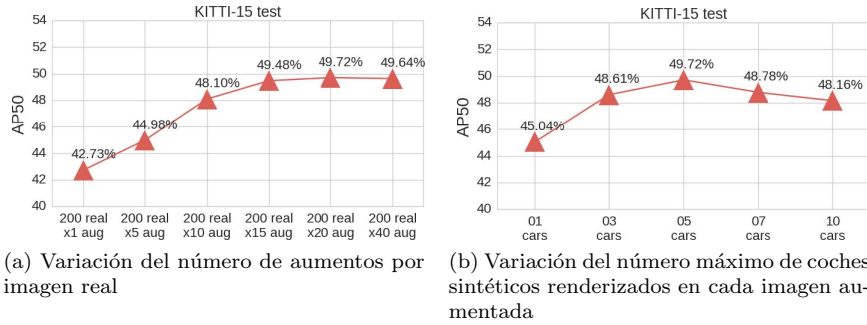 KITTI-15 test
54
52
50
48
46
44
42
40
AP50
42.73%
44.98%
48.10%
49.48%
49.72%
49.64%
200 real 200 real 200 real 200 real 200 real 200 real
x1 aug x5 aug x10 aug x15 aug x20 aug x40 aug
(a) Variación del número de aumentos por
imagen real
KITTI-15 test
54
52
50
48
46
44
42
40
AP50
45.04%
48.61%
49.72%
48.78%
48.16%
01 03 05 07 10
cars cars cars cars cars
(b) Variación del número máximo de coches
sintéticos renderizados en cada imagen au-
mentada